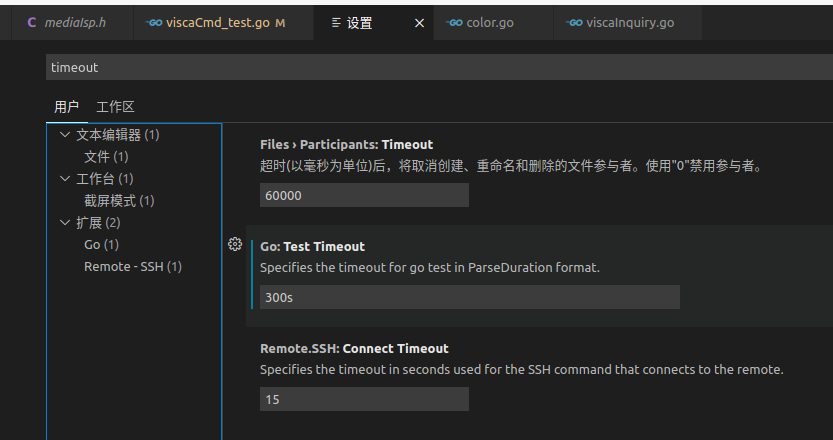 C mediaIsp.h
GO viscaCmd_test.go M
设置
GO color.go
GO viscaInquiry.go
timeout
用户 工作区
文本编辑器 (1)
文件 (1)
工作台 (1)
截屏模式 (1)
扩展 (2)
Go (1)
Remote - SSH (1)
Files › Participants: Timeout
超时(以毫秒为单位)后，将取消创建、重命名和删除的文件参与者。使用"0"禁用参与者。
60000
Go: Test Timeout
Specifies the timeout for go test in ParseDuration format.
300s
Remote.SSH: Connect Timeout
Specifies the timeout in seconds used for the SSH command that connects to the remote.
15